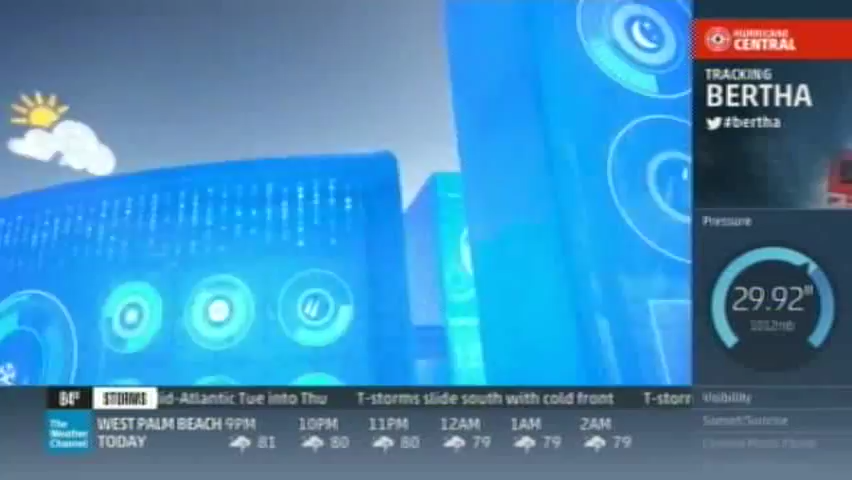 HURRICANE
CENTRAL
TRACKING
BERTHA
#bertha
Pressure
29.92"
1012mb
84° STORMS id-Atlantic Tue into Thu T-storms slide south with cold front T-storr
Visibility
The Weather Channel
WEST PALM BEACH 9PM 10PM 11PM 12AM 1AM 2AM
TODAY 81 80 80 79 79 79
Sunset/Sunrise